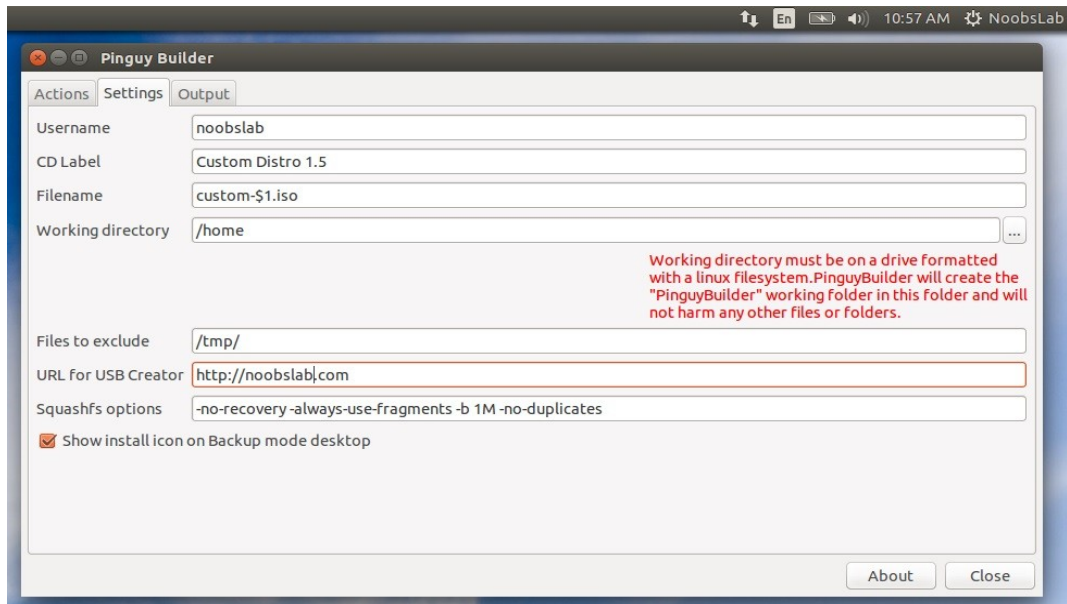 En 10:57 AM NoobsLab
Pinguy Builder
Actions Settings Output
Username noobslab
CD Label Custom Distro 1.5
Filename custom-$1.iso
Working directory /home ...
Working directory must be on a drive formatted
with a linux filesystem.PinguyBuilder will create the
"PinguyBuilder" working folder in this folder and will
not harm any other files or folders.
Files to exclude /tmp/
URL for USB Creator http://noobslab.com
Squashfs options -no-recovery -always-use-fragments -b 1M -no-duplicates
Show install icon on Backup mode desktop
About Close